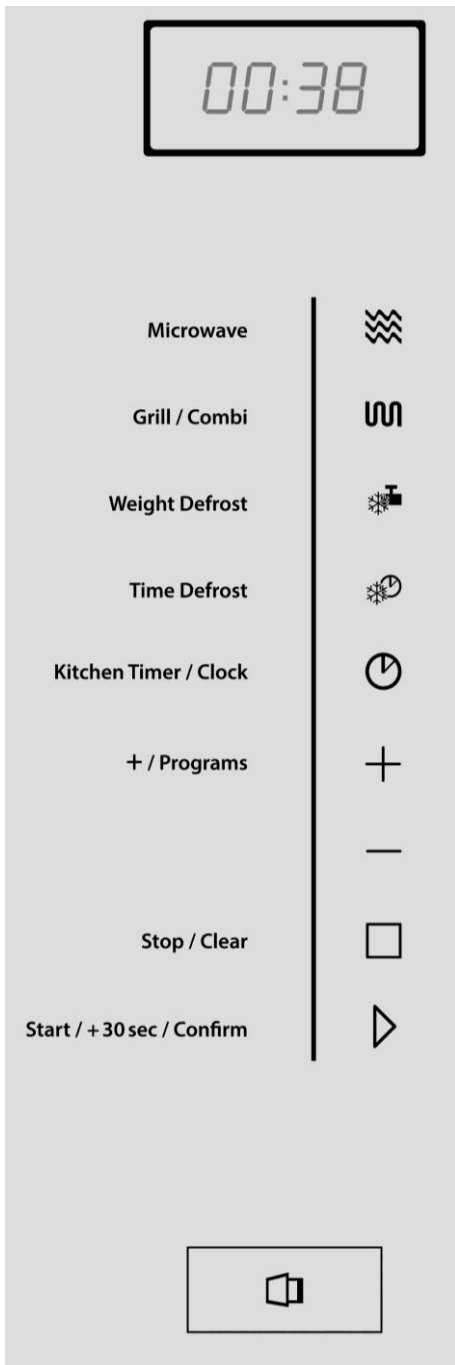 00:38
Microwave
Grill / Combi
Weight Defrost
Time Defrost
Kitchen Timer / Clock
+ / Programs
Stop / Clear
Start / + 30 sec / Confirm